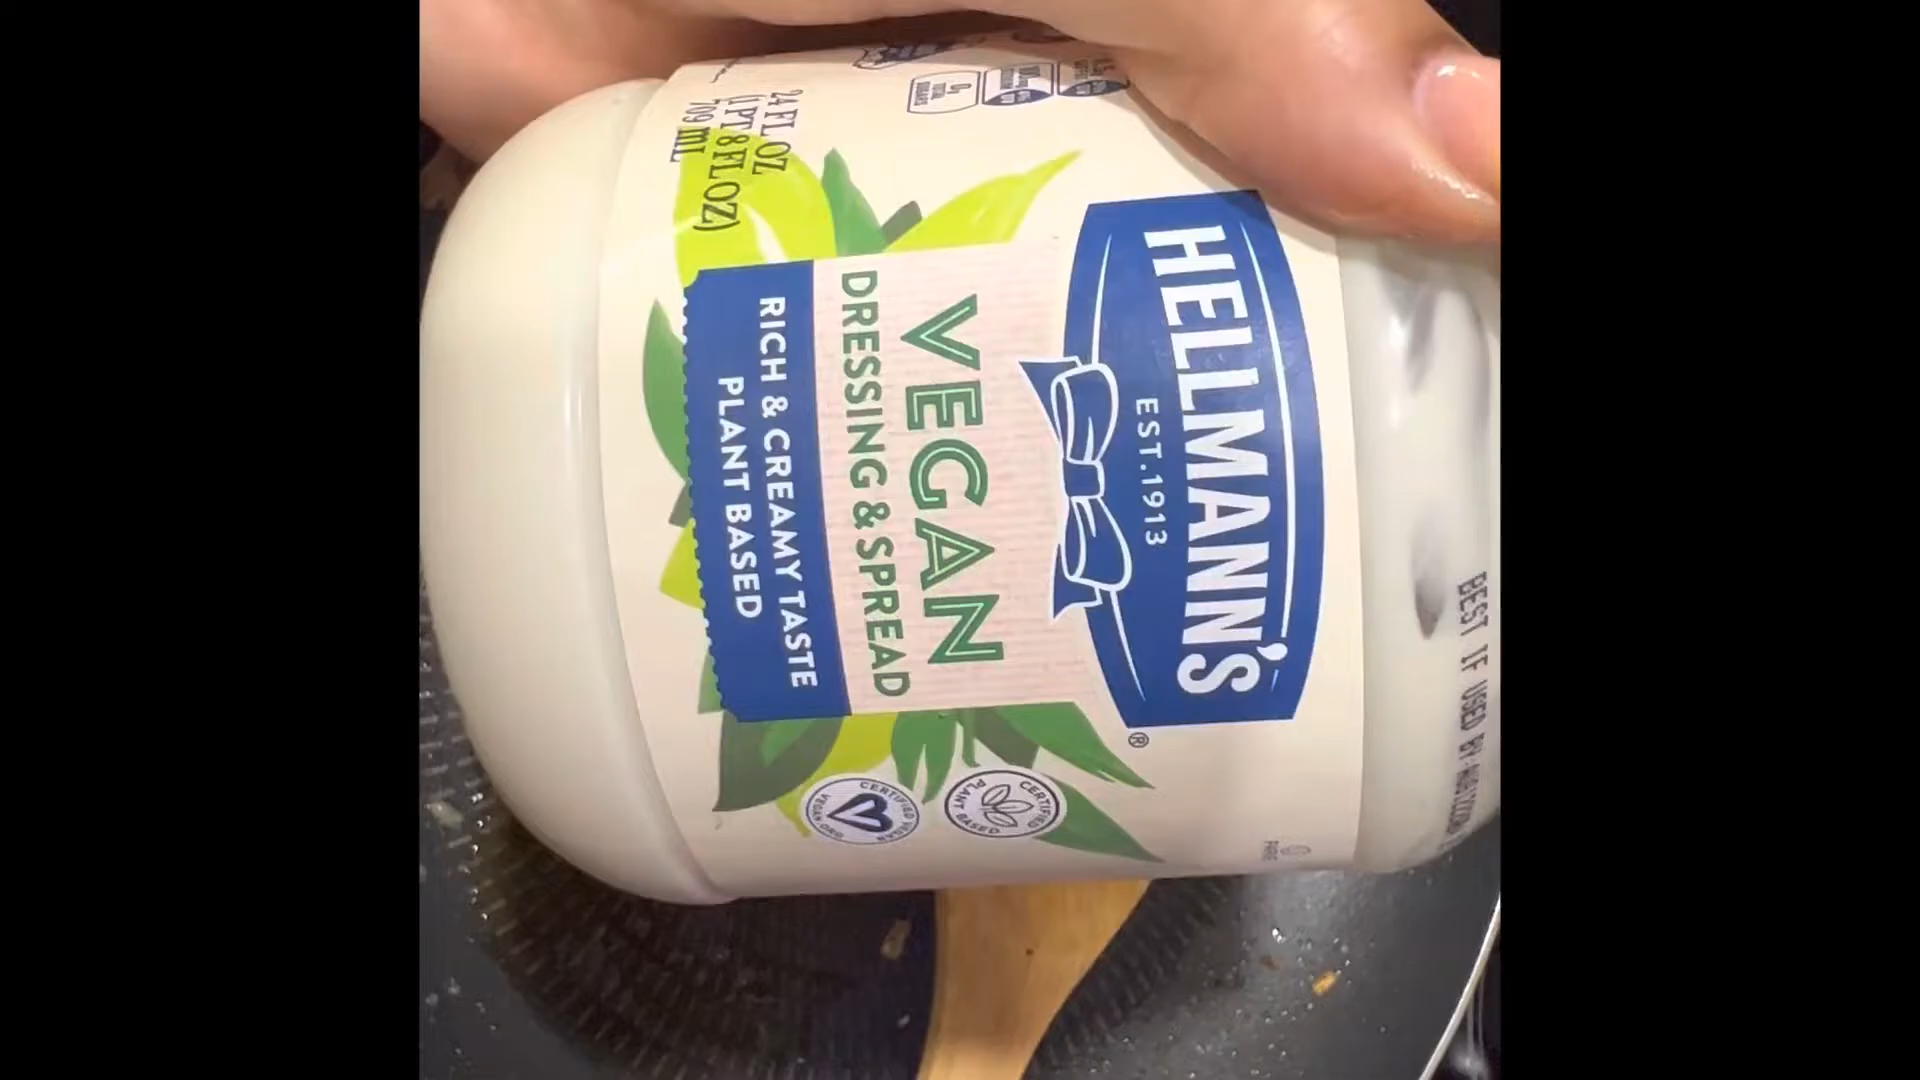 HELLMANN'S
EST.1913
VEGAN
DRESSING & SPREAD
RICH & CREAMY TASTE
PLANT BASED
24 FL OZ
(1 PT 8 FL OZ)
709 mL
CERTIFIED
PLANT BASED
CERTIFIED VEGAN
VEGAN.ORG
BEST IF USED BY